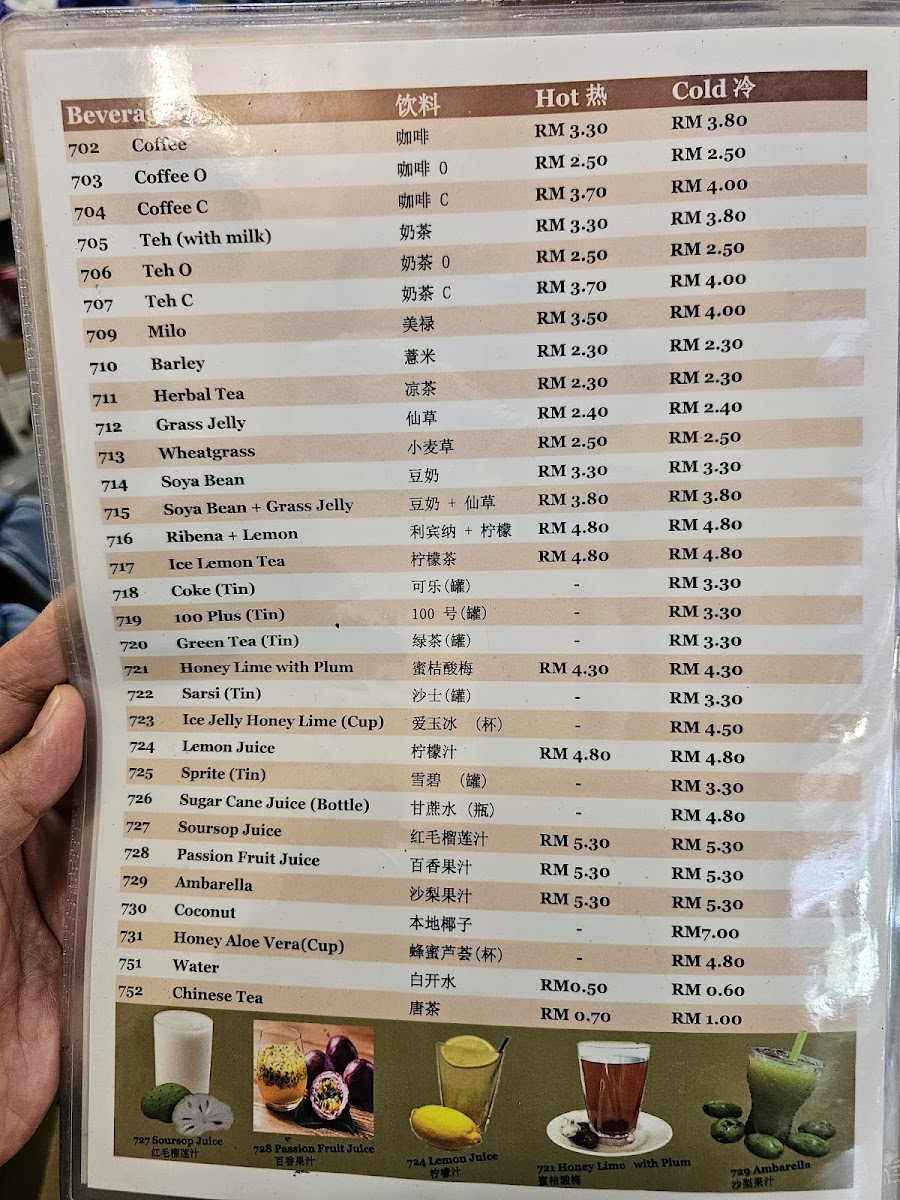 Beverag 饮料 Hot 热 Cold 冷
702 Coffee 咖啡 RM 3.30 RM 3.80
703 Coffee O 咖啡 O RM 2.50 RM 2.50
704 Coffee C 咖啡 C RM 3.70 RM 4.00
705 Teh (with milk) 奶茶 RM 3.30 RM 3.80
706 Teh O 奶茶 O RM 2.50 RM 2.50
707 Teh C 奶茶 C RM 3.70 RM 4.00
709 Milo 美禄 RM 3.50 RM 4.00
710 Barley 薏米 RM 2.30 RM 2.30
711 Herbal Tea 凉茶 RM 2.30 RM 2.30
712 Grass Jelly 仙草 RM 2.40 RM 2.40
713 Wheatgrass 小麦草 RM 2.50 RM 2.50
714 Soya Bean 豆奶 RM 3.30 RM 3.30
715 Soya Bean + Grass Jelly 豆奶 + 仙草 RM 3.80 RM 3.80
716 Ribena + Lemon 利宾纳 + 柠檬 RM 4.80 RM 4.80
717 Ice Lemon Tea 柠檬茶 RM 4.80 RM 4.80
718 Coke (Tin) 可乐(罐) - RM 3.30
719 100 Plus (Tin) 100 号(罐) - RM 3.30
720 Green Tea (Tin) 绿茶(罐) - RM 3.30
721 Honey Lime with Plum 蜜桔酸梅 RM 4.30 RM 4.30
722 Sarsi (Tin) 沙士(罐) - RM 3.30
723 Ice Jelly Honey Lime (Cup) 爱玉冰 (杯) - RM 4.50
724 Lemon Juice 柠檬汁 RM 4.80 RM 4.80
725 Sprite (Tin) 雪碧 (罐) - RM 3.30
726 Sugar Cane Juice (Bottle) 甘蔗水 (瓶) - RM 4.80
727 Soursop Juice 红毛榴莲汁 RM 5.30 RM 5.30
728 Passion Fruit Juice 百香果汁 RM 5.30 RM 5.30
729 Ambarella 沙梨果汁 RM 5.30 RM 5.30
730 Coconut 本地椰子 - RM7.00
731 Honey Aloe Vera(Cup) 蜂蜜芦荟(杯) - RM 4.80
751 Water 白开水 RM0.50 RM 0.60
752 Chinese Tea 唐茶 RM 0.70 RM 1.00
727 Soursop Juice
红毛榴莲汁
728 Passion Fruit Juice
百香果汁
724 Lemon Juice
柠檬汁
721 Honey Lime with Plum
蜜桔酸梅
729 Ambarella
沙梨果汁